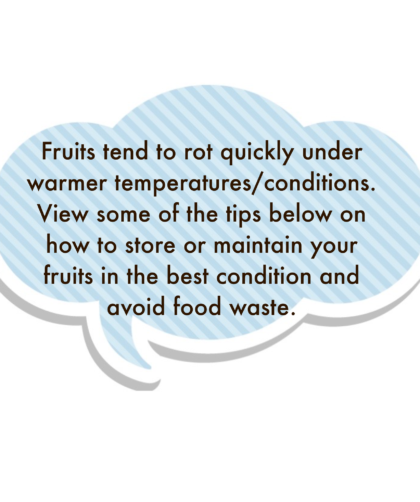 Fruits tend to rot quickly under
warmer temperatures/conditions.
View some of the tips below on
how to store or maintain your
fruits in the best condition and
avoid food waste.